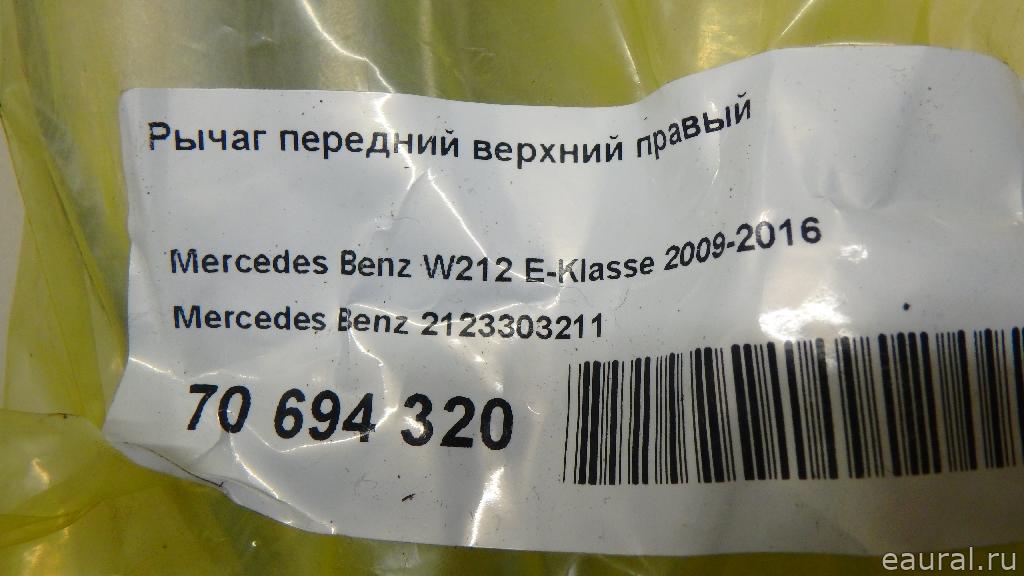 Рычаг передний верхний правый
Mercedes Benz W212 E-Klasse 2009-2016
Mercedes Benz 2123303211
70 694 320
eaural.ru